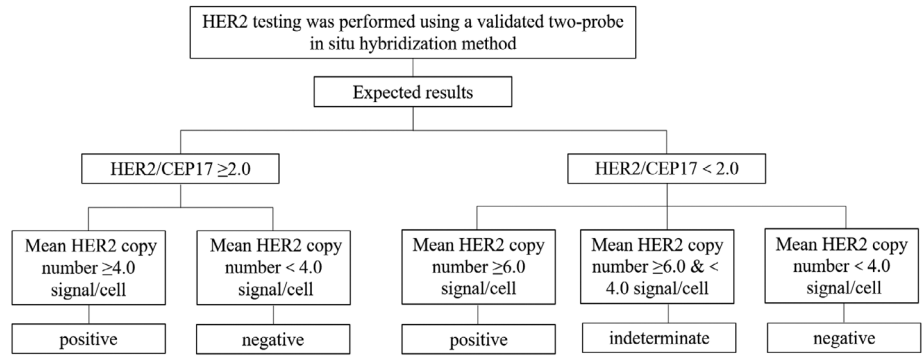 HER2 testing was performed using a validated two-probe
in situ hybridization method
Expected results
HER2/CEP17 ≥2.0
HER2/CEP17 < 2.0
Mean HER2 copy
number ≥4.0
signal/cell
Mean HER2 copy
number < 4.0
signal/cell
Mean HER2 copy
number ≥6.0
signal/cell
Mean HER2 copy
number ≥6.0 & <
4.0 signal/cell
Mean HER2 copy
number < 4.0
signal/cell
positive
negative
positive
indeterminate
negative